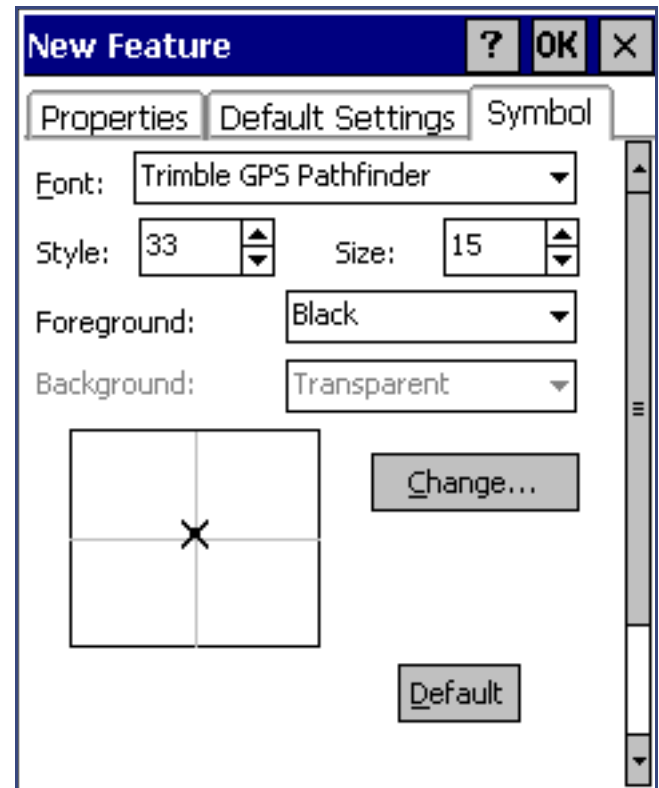 New Feature ? OK ×
Properties Default Settings Symbol
Font: Trimble GPS Pathfinder
Style: 33 Size: 15
Foreground: Black
Background: Transparent
Change...
Default